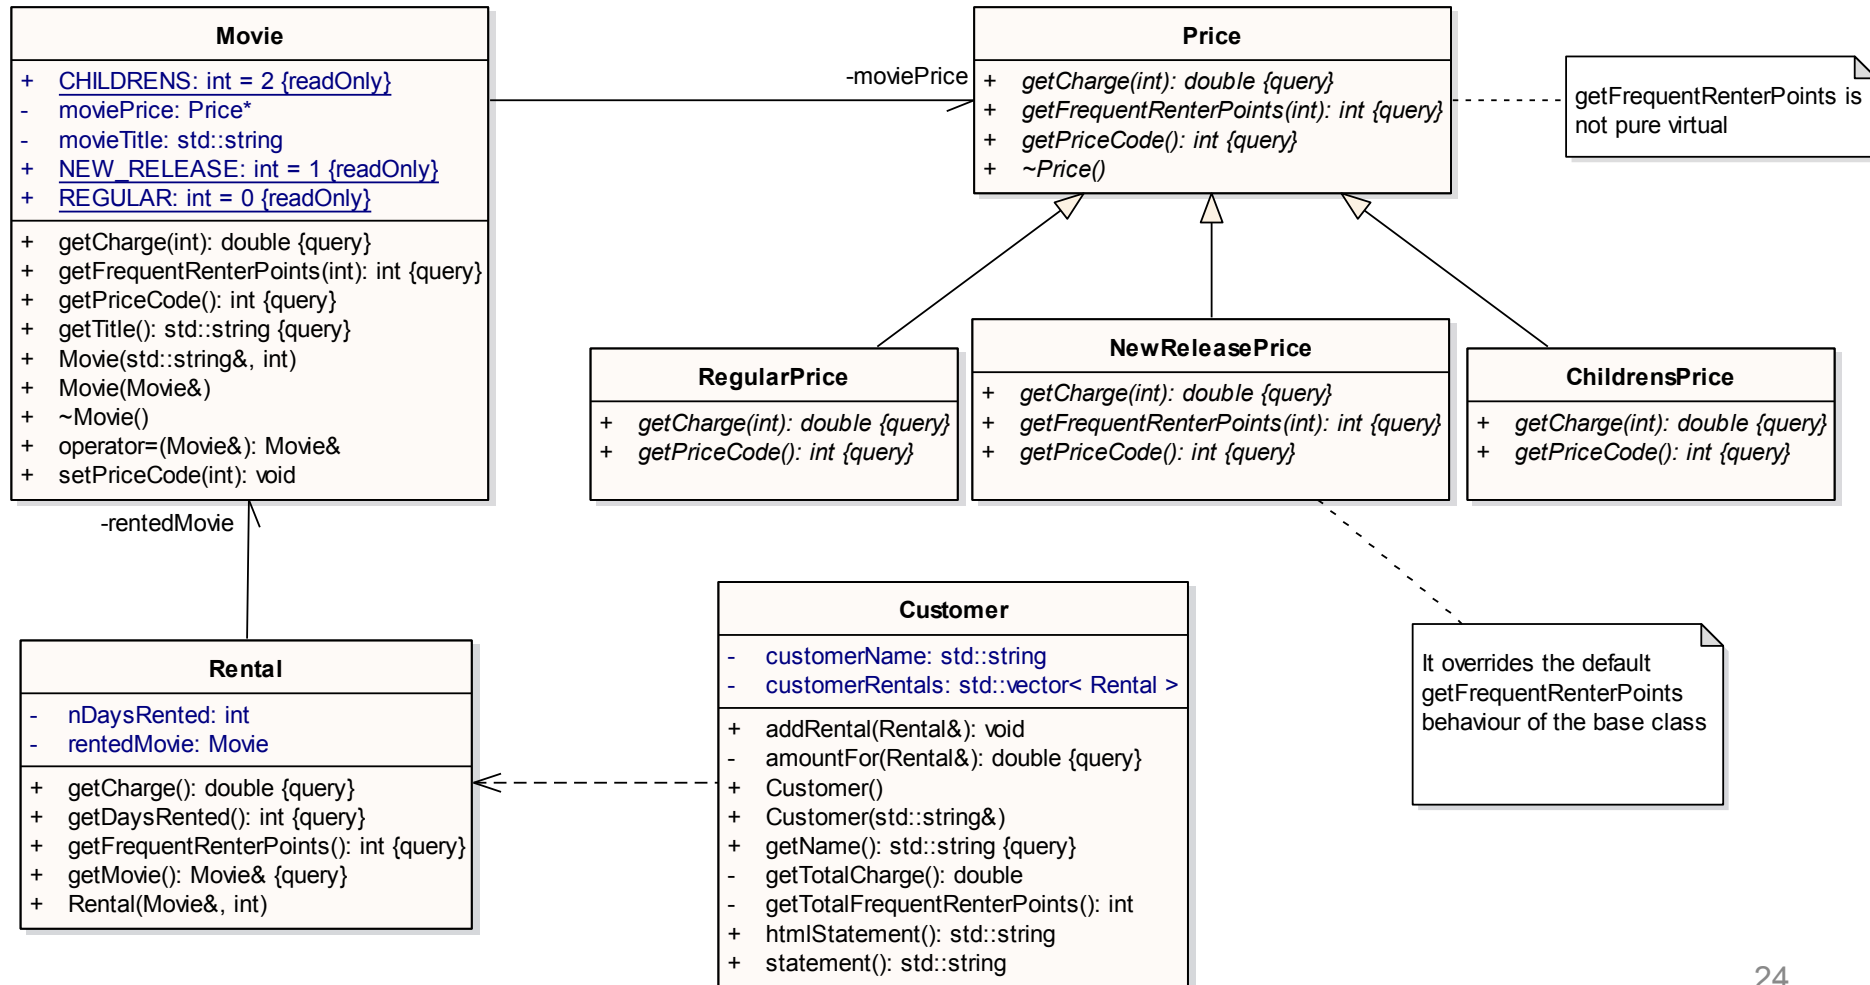 Movie
+ CHILDRENS: int = 2 {readOnly}
- moviePrice: Price*
- movieTitle: std::string
+ NEW_RELEASE: int = 1 {readOnly}
+ REGULAR: int = 0 {readOnly}
+ getCharge(int): double {query}
+ getFrequentRenterPoints(int): int {query}
+ getPriceCode(): int {query}
+ getTitle(): std::string {query}
+ Movie(std::string&, int)
+ Movie(Movie&)
+ ~Movie()
+ operator=(Movie&): Movie&
+ setPriceCode(int): void
-moviePrice
Price
+ getCharge(int): double {query}
+ getFrequentRenterPoints(int): int {query}
+ getPriceCode(): int {query}
+ ~Price()
getFrequentRenterPoints is
not pure virtual
RegularPrice
+ getCharge(int): double {query}
+ getPriceCode(): int {query}
NewReleasePrice
+ getCharge(int): double {query}
+ getFrequentRenterPoints(int): int {query}
+ getPriceCode(): int {query}
ChildrensPrice
+ getCharge(int): double {query}
+ getPriceCode(): int {query}
-rentedMovie
Rental
- nDaysRented: int
- rentedMovie: Movie
+ getCharge(): double {query}
+ getDaysRented(): int {query}
+ getFrequentRenterPoints(): int {query}
+ getMovie(): Movie& {query}
+ Rental(Movie&, int)
Customer
- customerName: std::string
- customerRentals: std::vector< Rental >
+ addRental(Rental&): void
- amountFor(Rental&): double {query}
+ Customer()
+ Customer(std::string&)
+ getName(): std::string {query}
- getTotalCharge(): double
- getTotalFrequentRenterPoints(): int
+ htmlStatement(): std::string
+ statement(): std::string
It overrides the default
getFrequentRenterPoints
behaviour of the base class
24